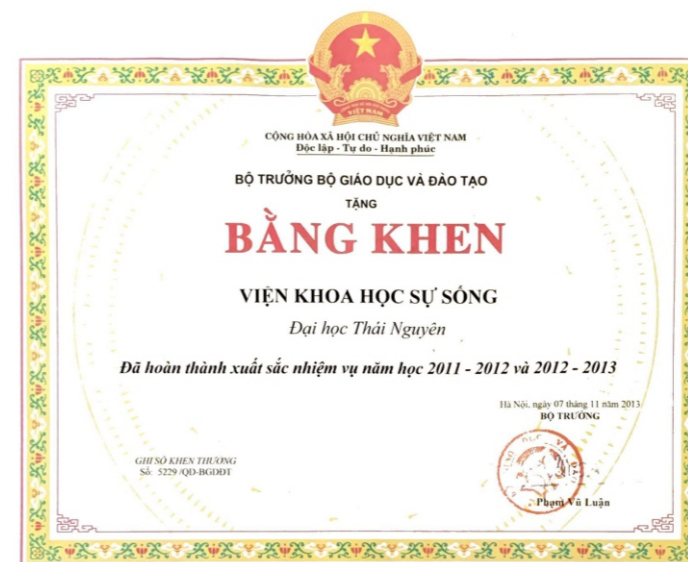 VIỆT NAM
CỘNG HÒA XÃ HỘI CHỦ NGHĨA VIỆT NAM
Độc lập - Tự do - Hạnh phúc
BỘ TRƯỞNG BỘ GIÁO DỤC VÀ ĐÀO TẠO
TẶNG
BẰNG KHEN
VIỆN KHOA HỌC SỰ SỐNG
Đại học Thái Nguyên
Đã hoàn thành xuất sắc nhiệm vụ năm học 2011 - 2012 và 2012 - 2013
Hà Nội, ngày 07 tháng 11 năm 2013
BỘ TRƯỞNG
GHI SỔ KHEN THƯỞNG
Số: 5229 /QD-BGDĐT
Phạm Vũ Luận